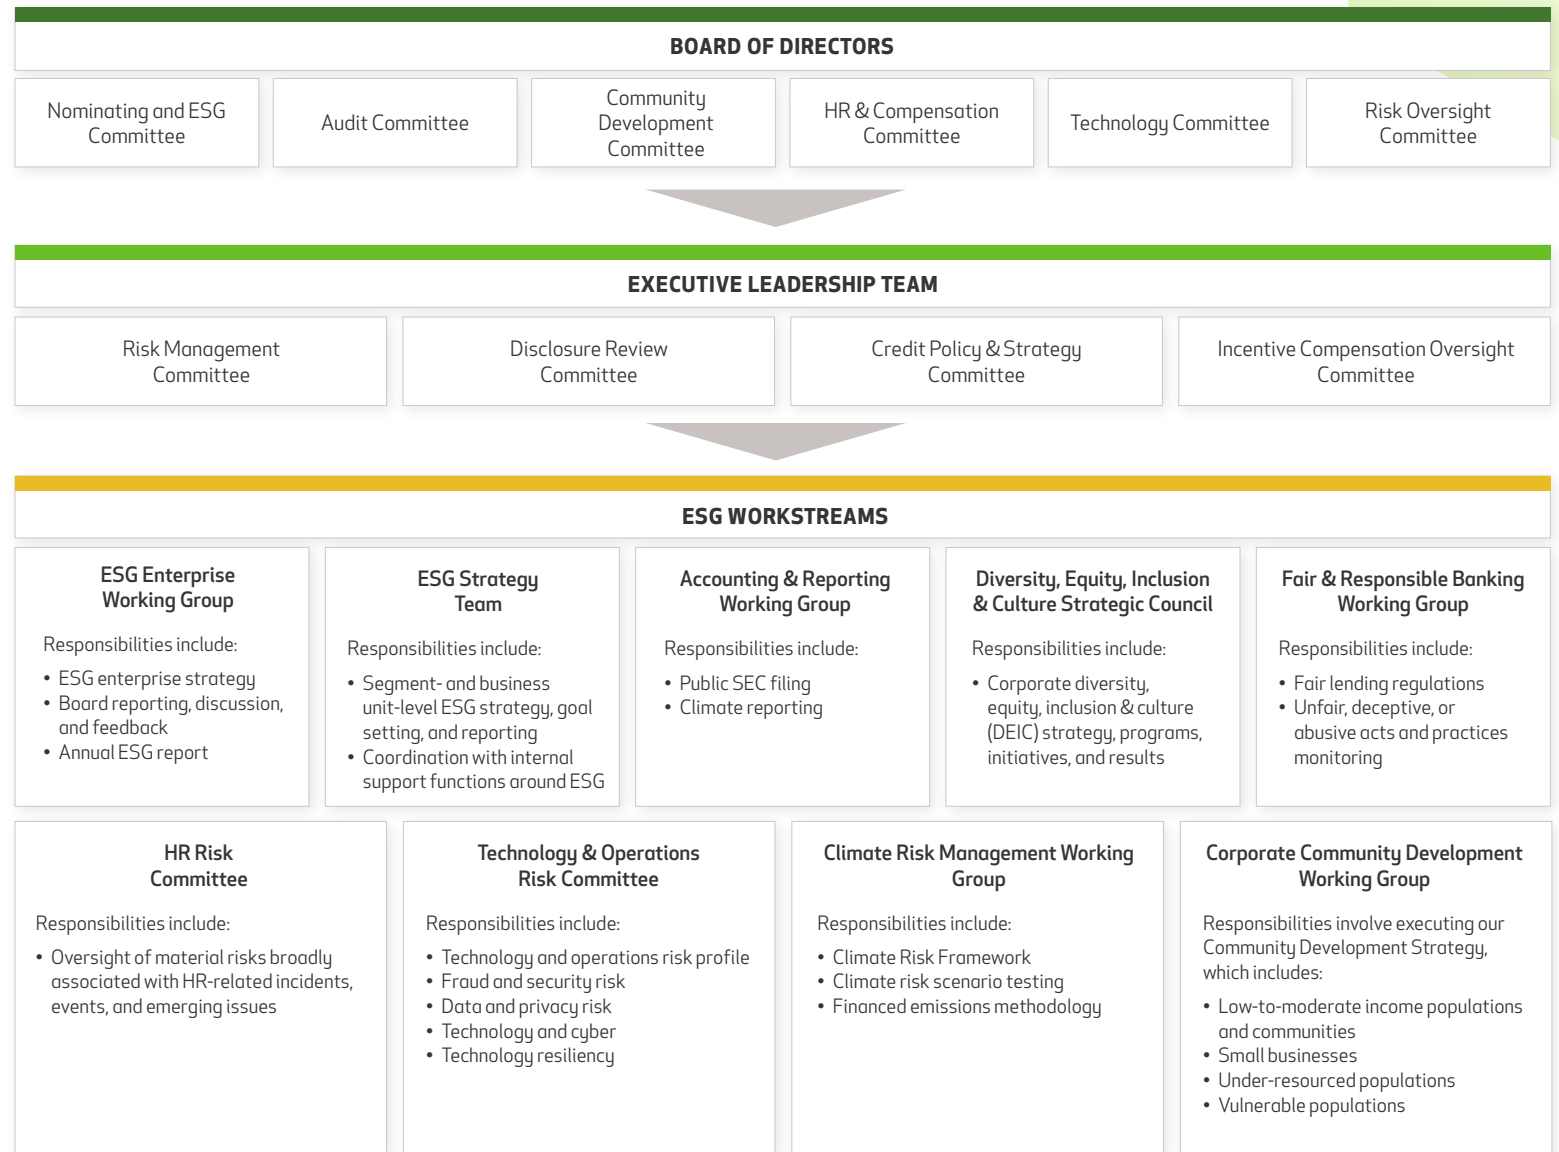 BOARD OF DIRECTORS
Nominating and ESG
Committee
Audit Committee
Community
Development
Committee
HR & Compensation
Committee
Technology Committee
Risk Oversight
Committee
EXECUTIVE LEADERSHIP TEAM
Risk Management
Committee
Disclosure Review
Committee
Credit Policy & Strategy
Committee
Incentive Compensation Oversight
Committee
ESG WORKSTREAMS
ESG Enterprise
Working Group
Responsibilities include:
• ESG enterprise strategy
• Board reporting, discussion,
and feedback
• Annual ESG report
ESG Strategy
Team
Responsibilities include:
• Segment- and business
unit-level ESG strategy, goal
setting, and reporting
• Coordination with internal
support functions around ESG
Accounting & Reporting
Working Group
Responsibilities include:
• Public SEC filing
• Climate reporting
Diversity, Equity, Inclusion
& Culture Strategic Council
Responsibilities include:
• Corporate diversity,
equity, inclusion & culture
(DEIC) strategy, programs,
initiatives, and results
Fair & Responsible Banking
Working Group
Responsibilities include:
• Fair lending regulations
• Unfair, deceptive, or
abusive acts and practices
monitoring
HR Risk
Committee
Responsibilities include:
• Oversight of material risks broadly
associated with HR-related incidents,
events, and emerging issues
Technology & Operations
Risk Committee
Responsibilities include:
• Technology and operations risk profile
• Fraud and security risk
• Data and privacy risk
• Technology and cyber
• Technology resiliency
Climate Risk Management Working
Group
Responsibilities include:
• Climate Risk Framework
• Climate risk scenario testing
• Financed emissions methodology
Corporate Community Development
Working Group
Responsibilities involve executing our
Community Development Strategy,
which includes:
• Low-to-moderate income populations
and communities
• Small businesses
• Under-resourced populations
• Vulnerable populations